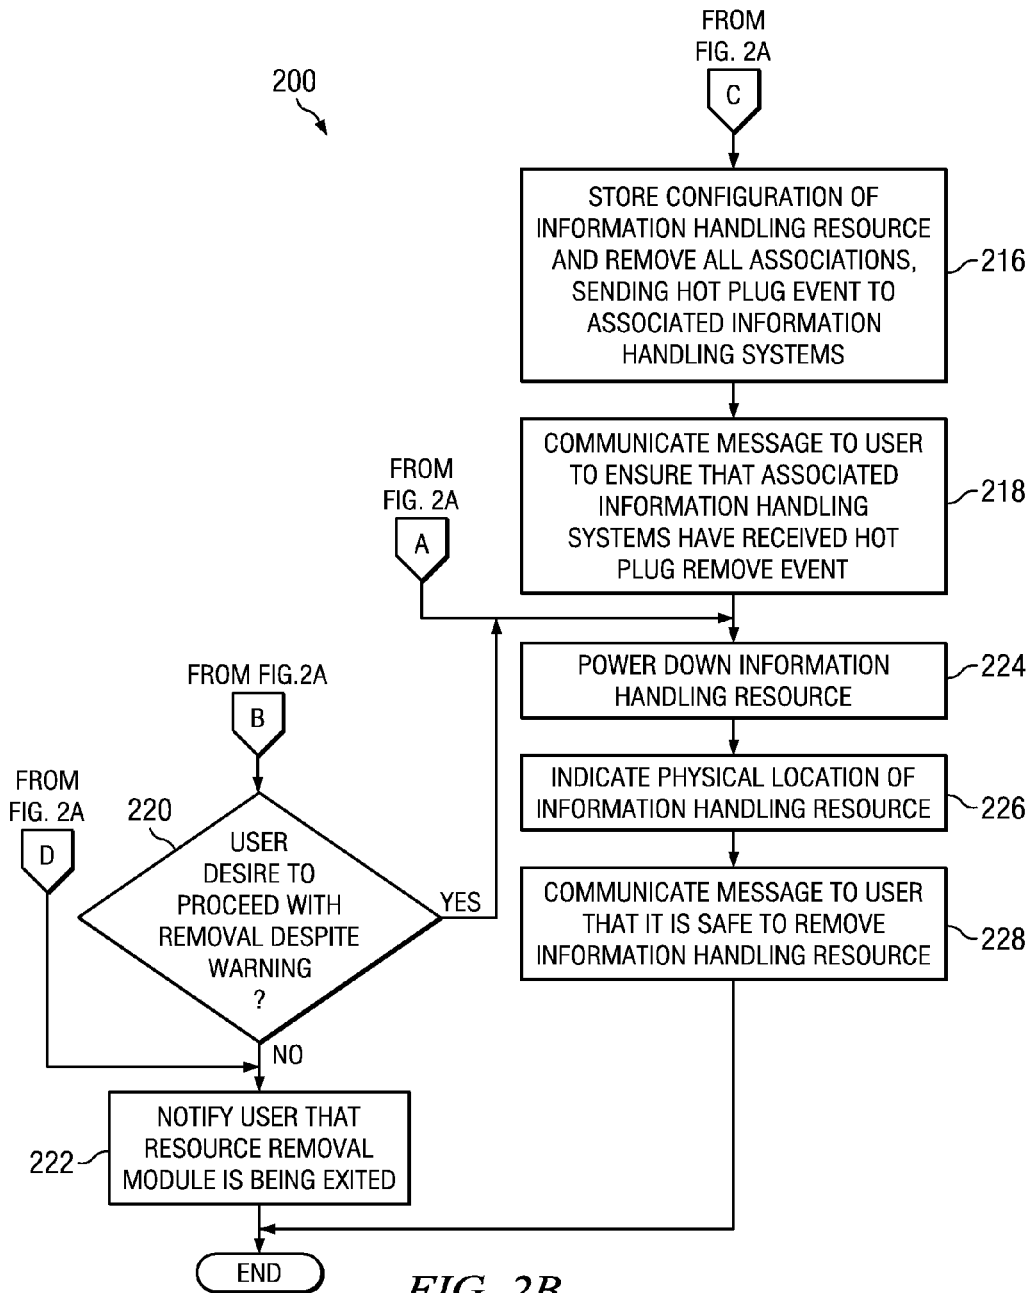 FROM
FIG. 2A
C
200
STORE CONFIGURATION OF
INFORMATION HANDLING RESOURCE
AND REMOVE ALL ASSOCIATIONS,
SENDING HOT PLUG EVENT TO
ASSOCIATED INFORMATION
HANDLING SYSTEMS
216
COMMUNICATE MESSAGE TO USER
TO ENSURE THAT ASSOCIATED
INFORMATION HANDLING
SYSTEMS HAVE RECEIVED HOT
PLUG REMOVE EVENT
218
FROM
FIG. 2A
A
POWER DOWN INFORMATION
HANDLING RESOURCE
224
FROM FIG.2A
B
INDICATE PHYSICAL LOCATION OF
INFORMATION HANDLING RESOURCE
226
FROM
FIG. 2A
D
220
USER
DESIRE TO
PROCEED WITH
REMOVAL DESPITE
WARNING
?
YES
NO
COMMUNICATE MESSAGE TO USER
THAT IT IS SAFE TO REMOVE
INFORMATION HANDLING RESOURCE
228
NOTIFY USER THAT
RESOURCE REMOVAL
MODULE IS BEING EXITED
222
END
FIG. 2B